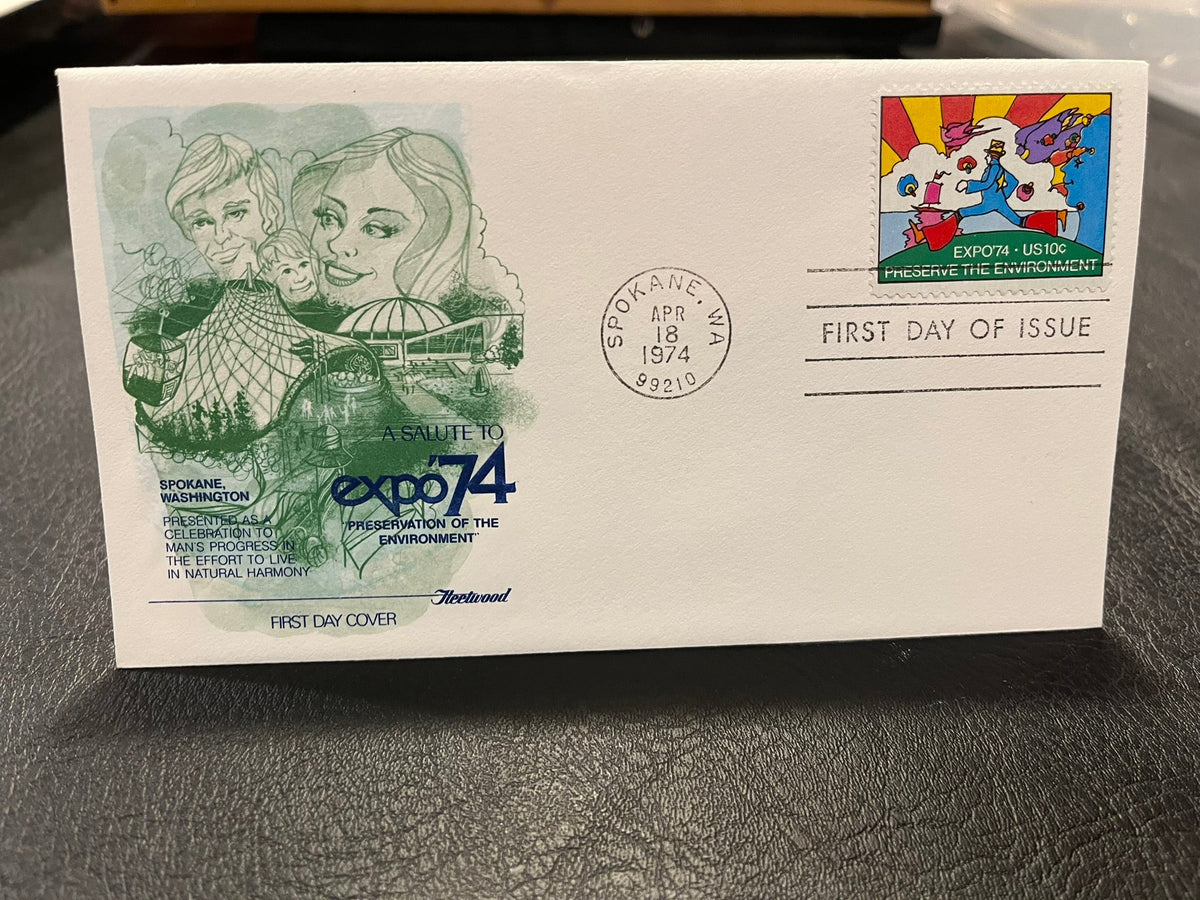 EXPO'74 · US 10c
PRESERVE THE ENVIRONMENT
SPOKANE, WA
APR
18
1974
99210
FIRST DAY OF ISSUE
A SALUTE TO
expo'74
"PRESERVATION OF THE
ENVIRONMENT"
SPOKANE,
WASHINGTON
PRESENTED AS A
CELEBRATION TO
MAN'S PROGRESS IN
THE EFFORT TO LIVE
IN NATURAL HARMONY
Fleetwood
FIRST DAY COVER